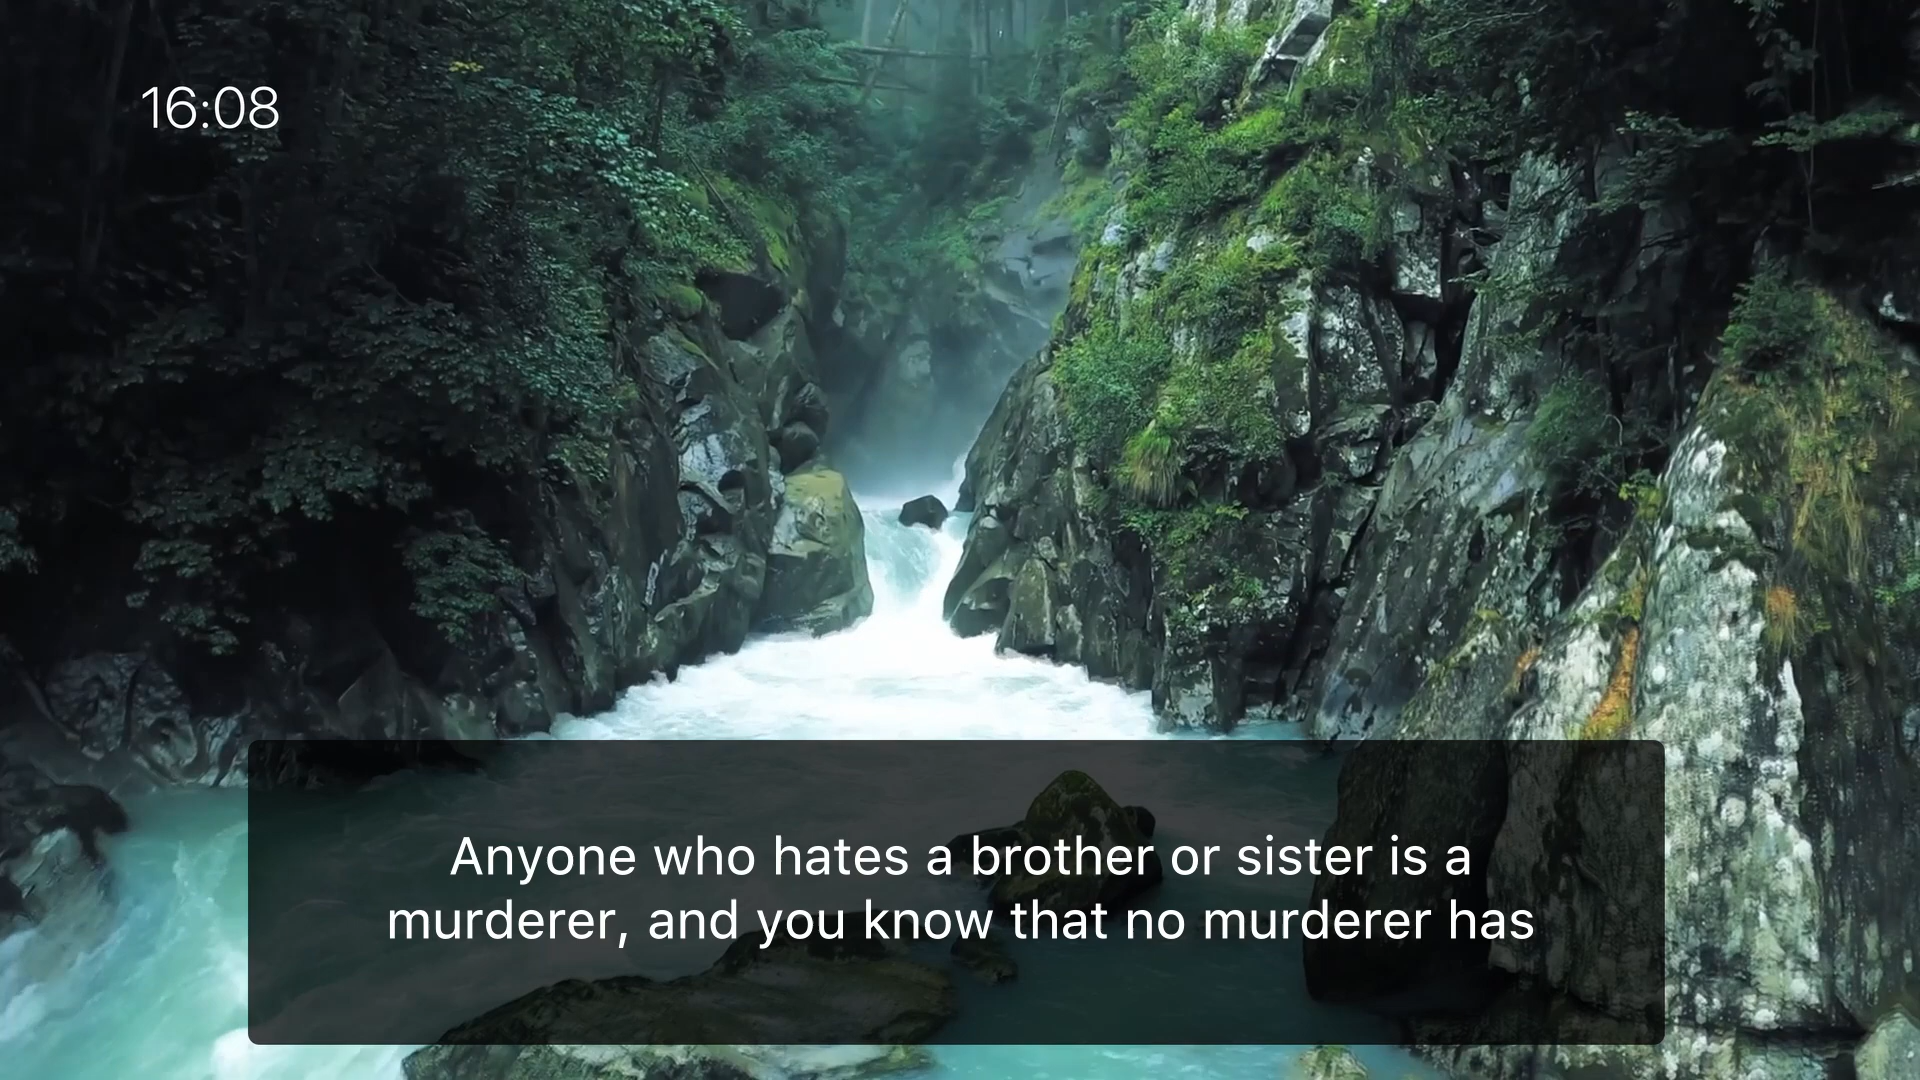 16:08
Anyone who hates a brother or sister is a
murderer, and you know that no murderer has